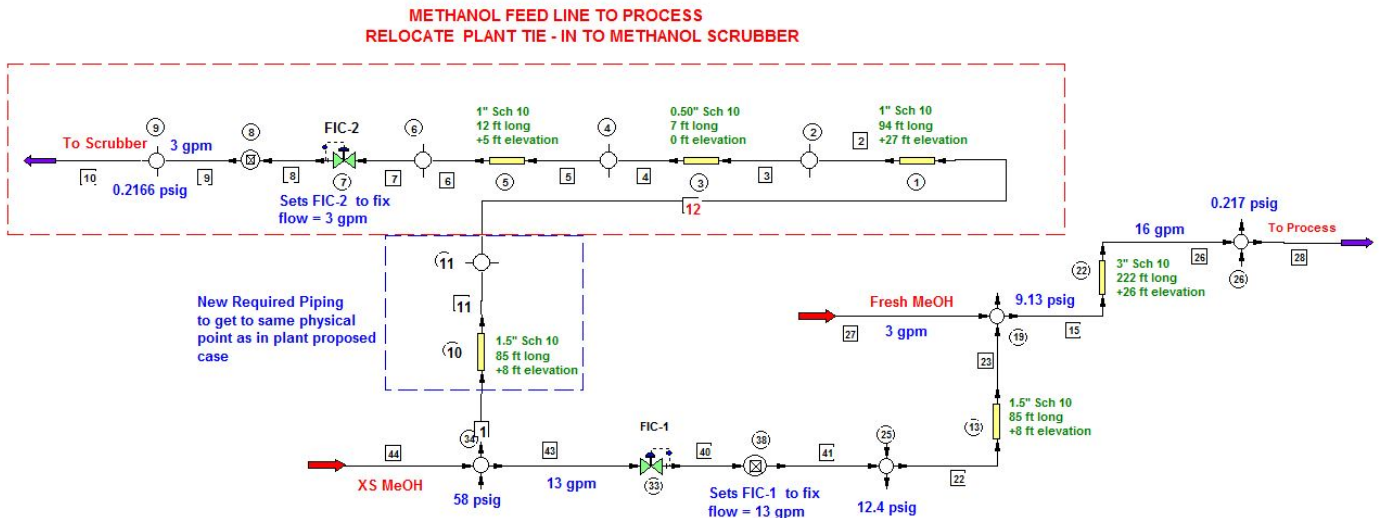 METHANOL FEED LINE TO PROCESS
RELOCATE PLANT TIE - IN TO METHANOL SCRUBBER
To Scrubber
9
3 gpm
8
FIC-2
6
1" Sch 10
12 ft long
+5 ft elevation
4
0.50" Sch 10
7 ft long
0 ft elevation
2
2
1" Sch 10
94 ft long
+27 ft elevation
10
9
8
7
7
6
5
5
4
3
3
1
0.2166 psig
Sets FIC-2 to fix
flow = 3 gpm
12
0.217 psig
16 gpm
To Process
26
26
28
22
3" Sch 10
222 ft long
+26 ft elevation
11
New Required Piping
to get to same physical
point as in plant proposed
case
11
10
1.5" Sch 10
85 ft long
+8 ft elevation
Fresh MeOH
27
3 gpm
9.13 psig
19
15
23
1.5" Sch 10
85 ft long
+8 ft elevation
13
34
1
44
XS MeOH
58 psig
43
13 gpm
FIC-1
33
40
38
41
25
22
Sets FIC-1 to fix
flow = 13 gpm
12.4 psig